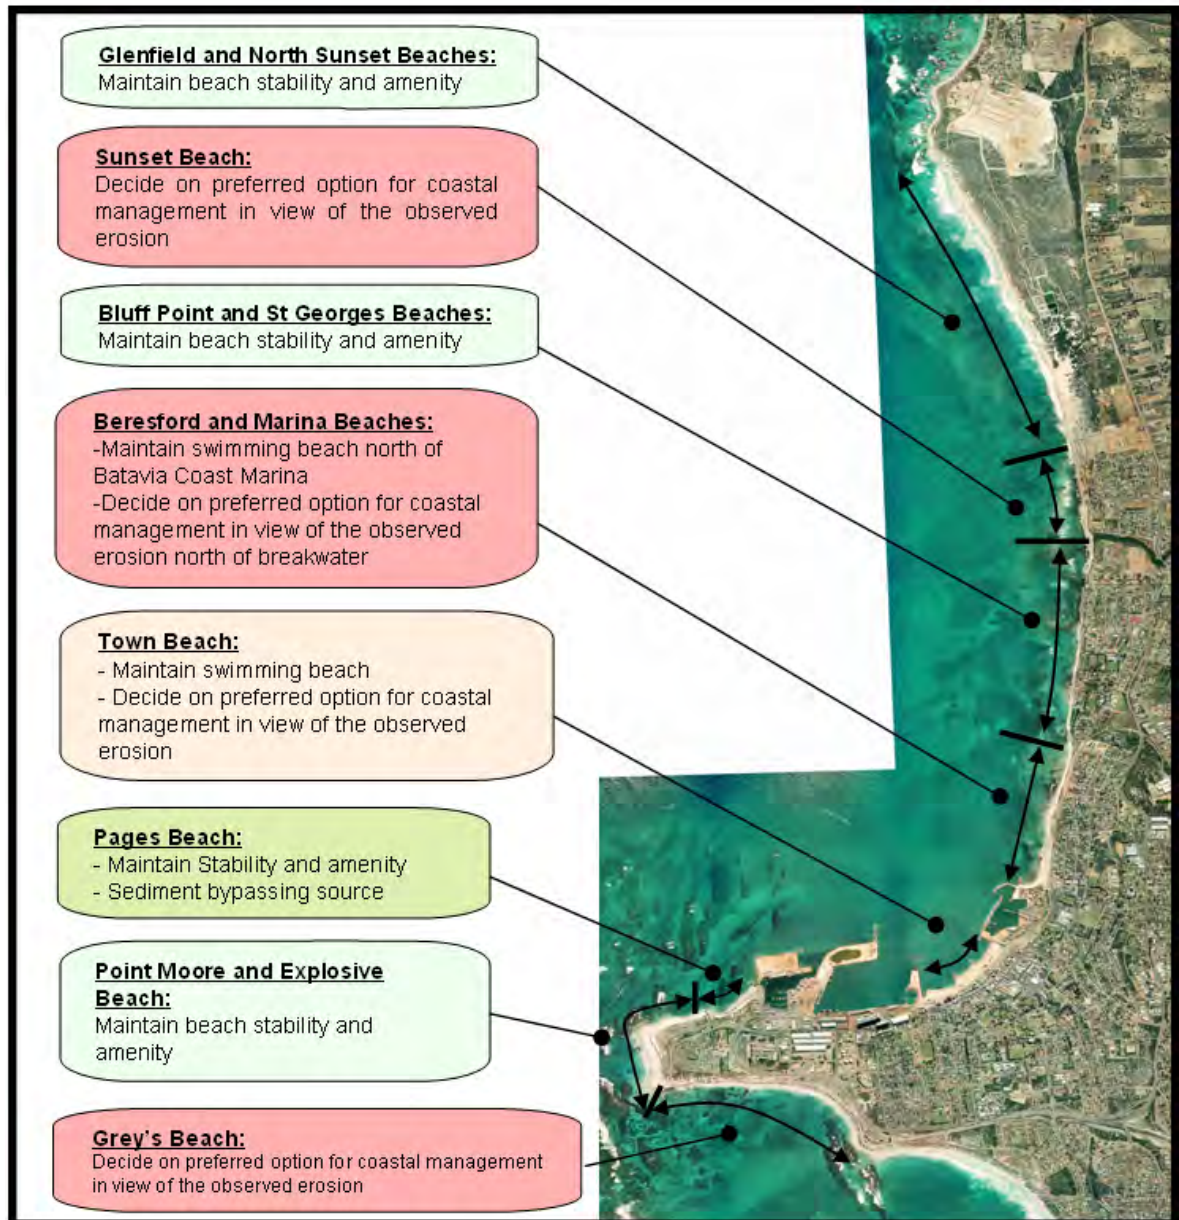 Glenfield and North Sunset Beaches:
Maintain beach stability and amenity
Sunset Beach:
Decide on preferred option for coastal
management in view of the observed
erosion
Bluff Point and St Georges Beaches:
Maintain beach stability and amenity
Beresford and Marina Beaches:
-Maintain swimming beach north of
Batavia Coast Marina
-Decide on preferred option for coastal
management in view of the observed
erosion north of breakwater
Town Beach:
- Maintain swimming beach
- Decide on preferred option for coastal
management in view of the observed
erosion
Pages Beach:
- Maintain Stability and amenity
- Sediment bypassing source
Point Moore and Explosive
Beach:
Maintain beach stability and
amenity
Grey's Beach:
Decide on preferred option for coastal management
in view of the observed erosion